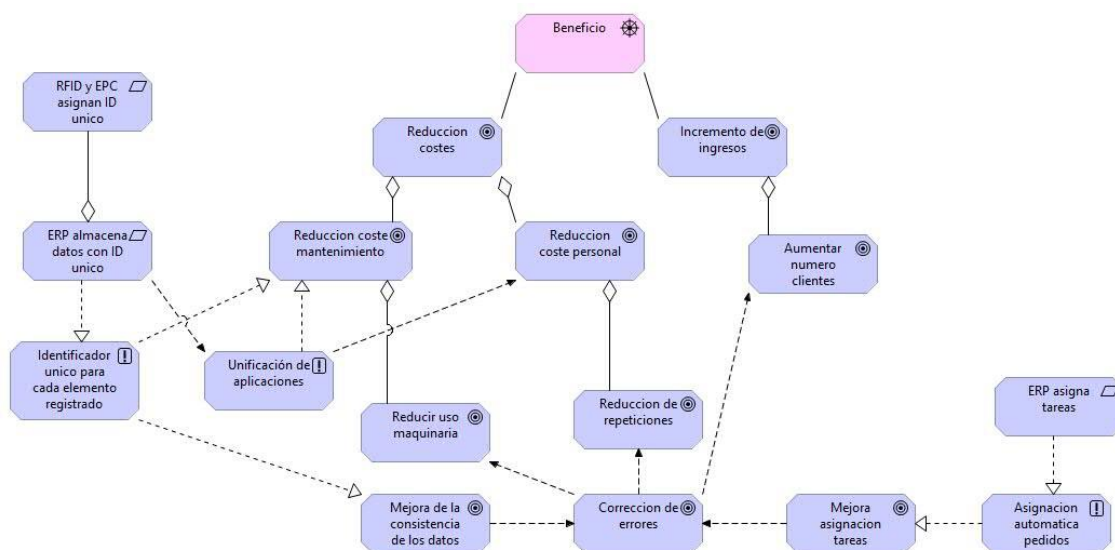 Beneficio
RFID y EPC
asignan ID
unico
Reduccion
costes
Incremento de
ingresos
ERP almacena
datos con ID
unico
Reduccion coste
mantenimiento
Reduccion
coste personal
Aumentar
numero
clientes
Identificador
unico para
cada elemento
registrado
Unificación de
aplicaciones
Reducir uso
maquinaria
Reduccion de
repeticiones
ERP asigna
tareas
Mejora de la
consistencia
de los datos
Correccion de
errores
Mejora
asignacion
tareas
Asignacion
automatica
pedidos